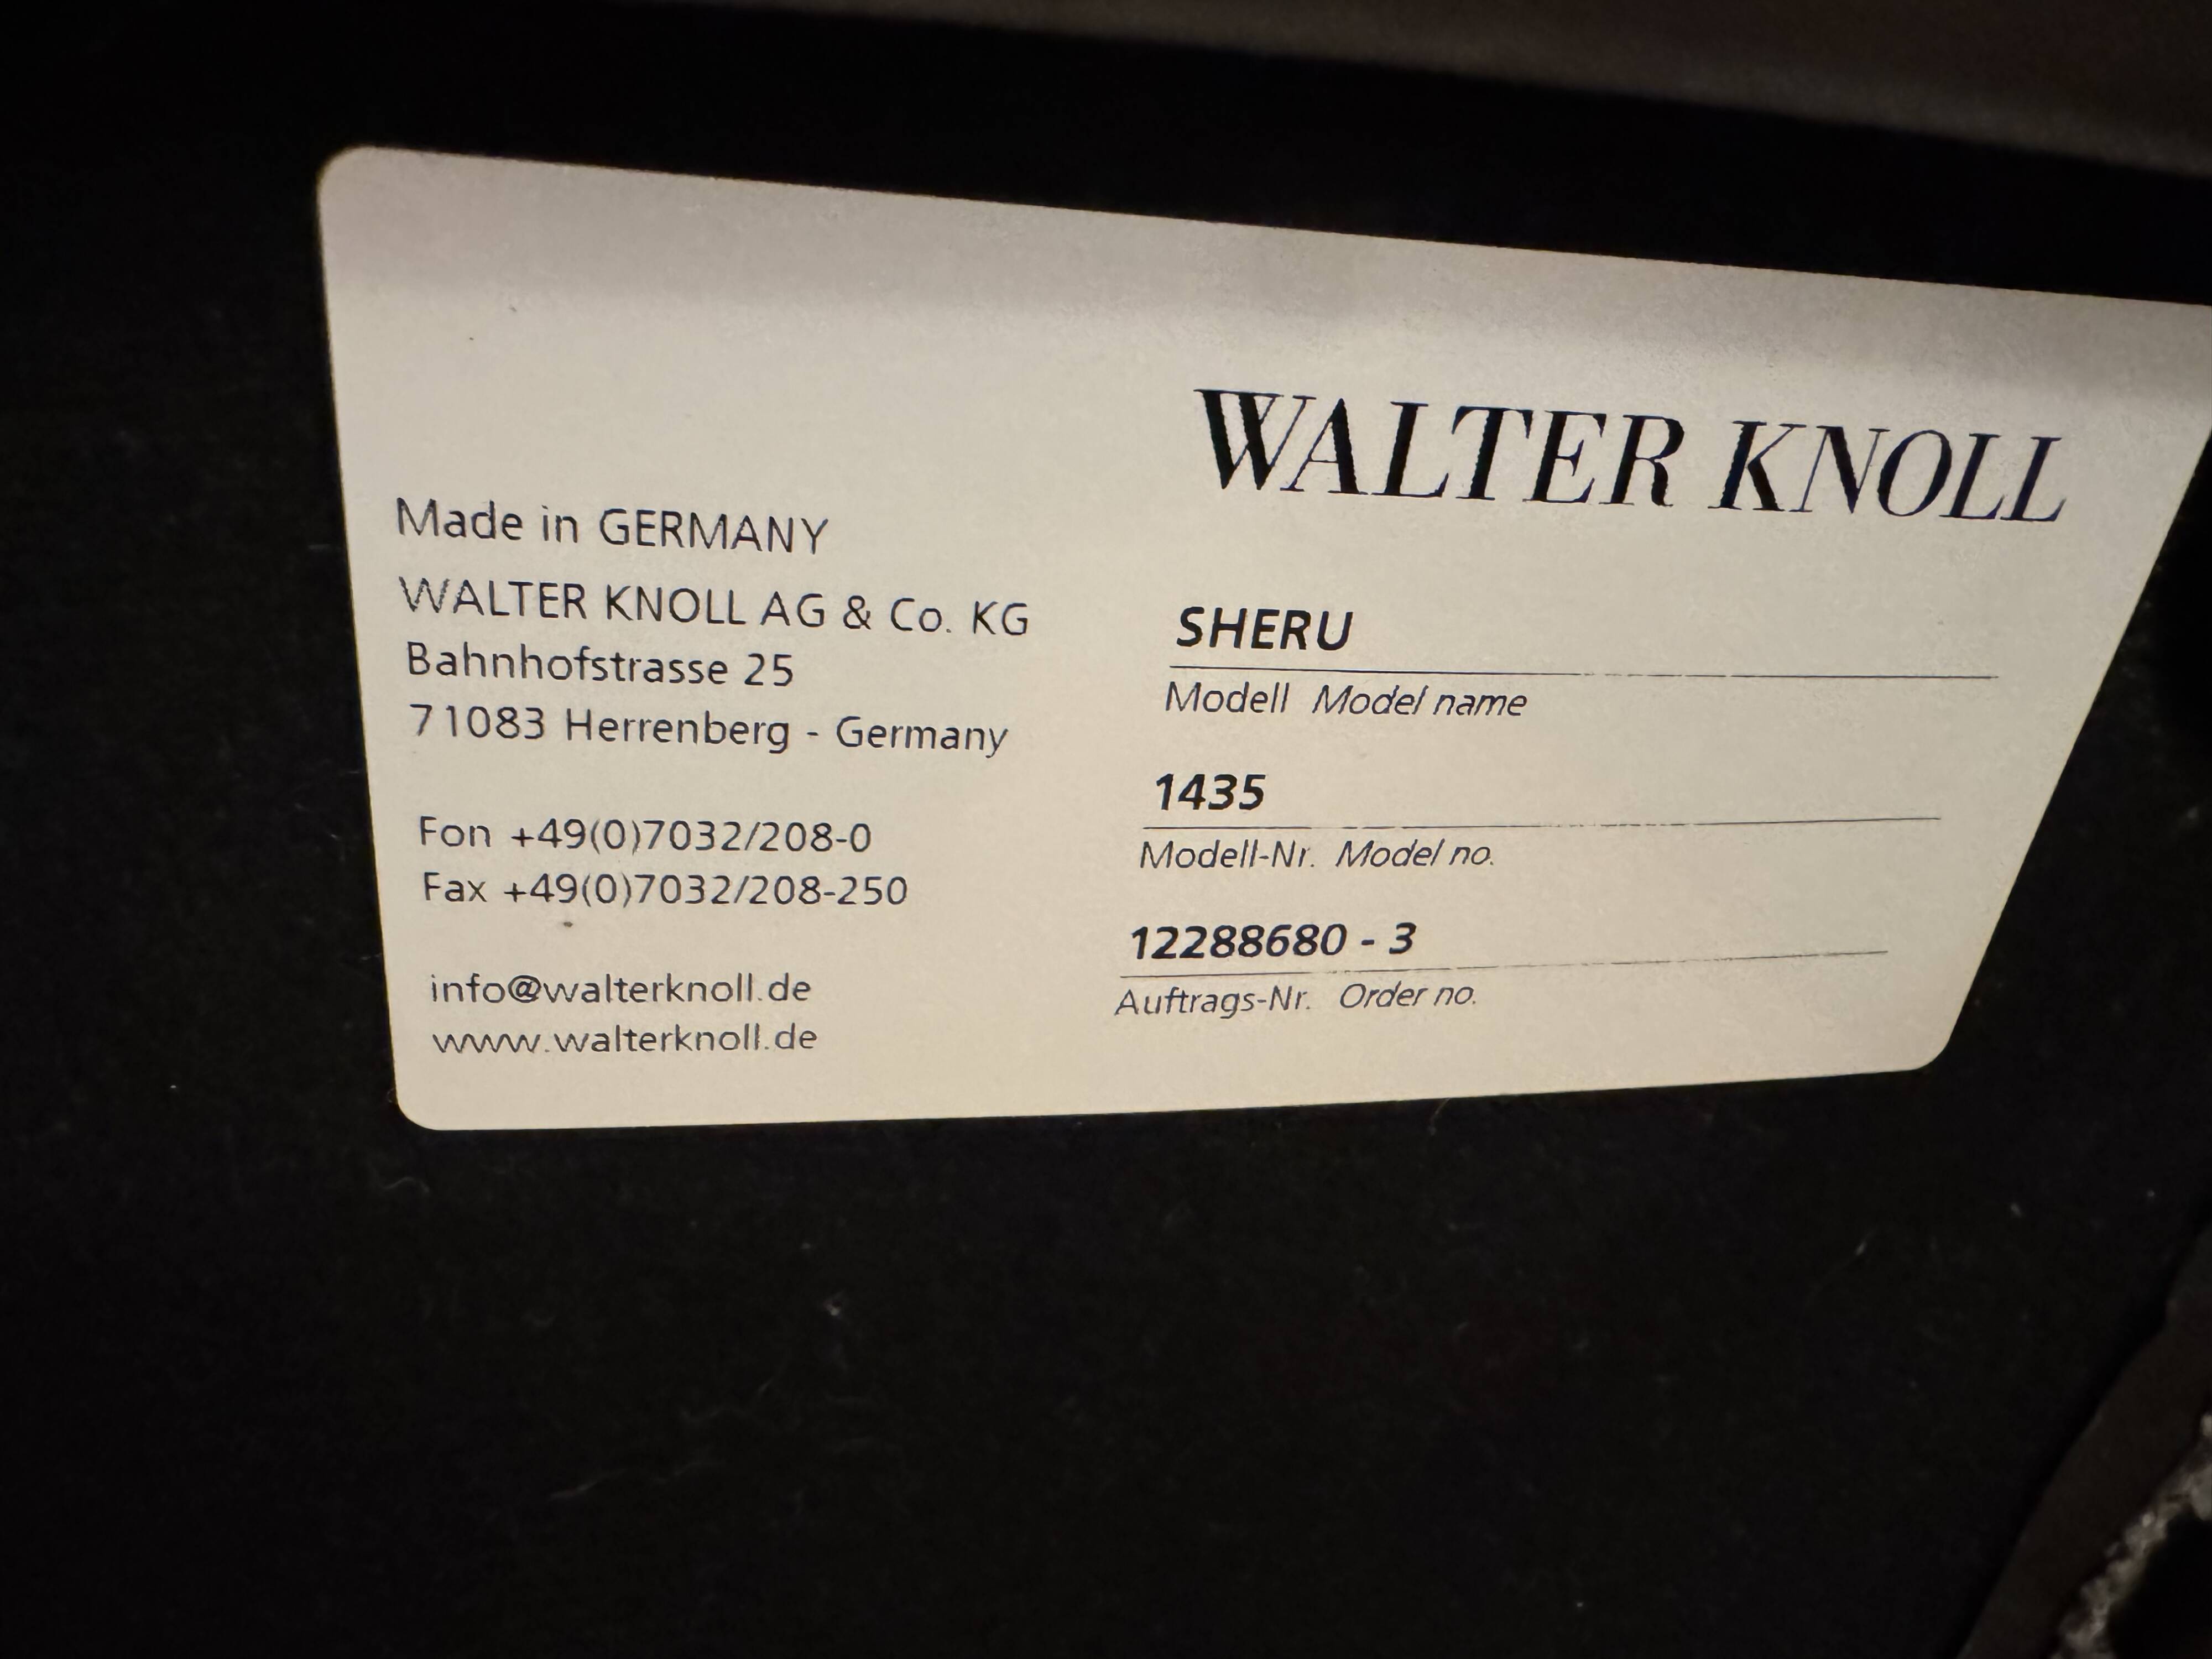 Made in GERMANY
WALTER KNOLL AG & Co. KG
Bahnhofstrasse 25
71083 Herrenberg - Germany
Fon +49(0)7032/208-0
Fax +49(0)7032/208-250
info@walterknoll.de
www.walterknoll.de
WALTER KNOLL
SHERU
Modell Model name
1435
Modell-Nr. Model no.
12288680 - 3
Auftrags-Nr. Order no.